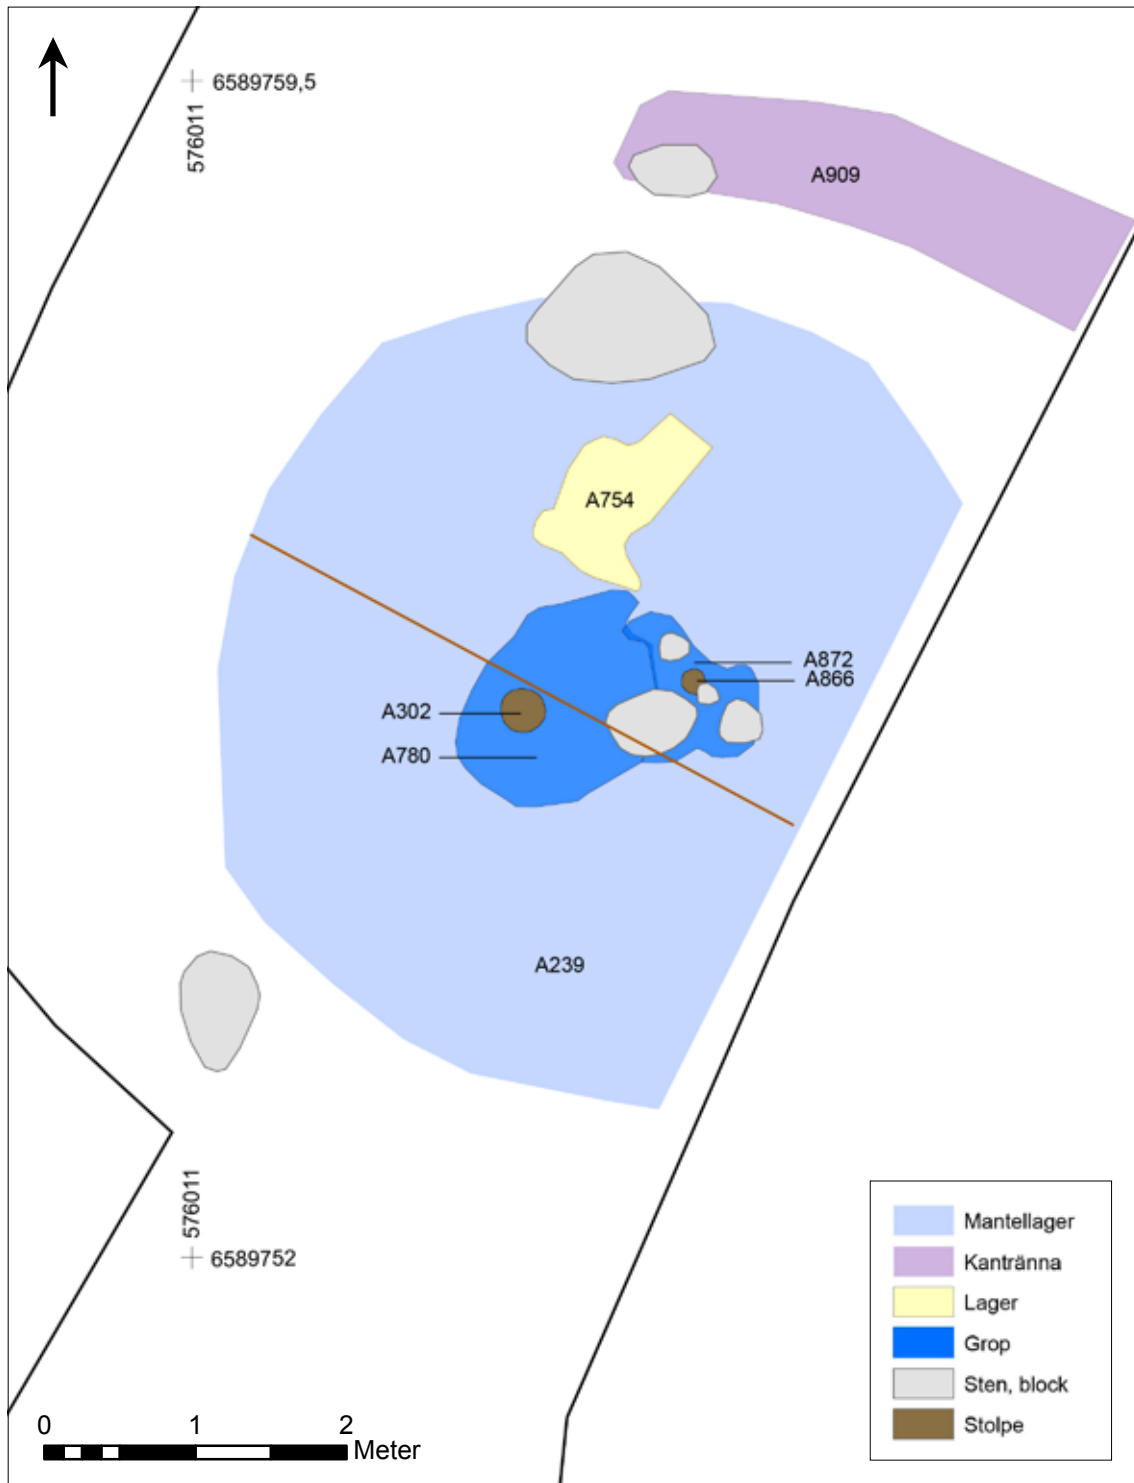 6589759,5
576011
A909
A754
A872
A866
A302
A780
A239
576011
6589752
Mantellager
Kantränna
Lager
Grop
Sten, block
Stolpe
0 1 2
Meter